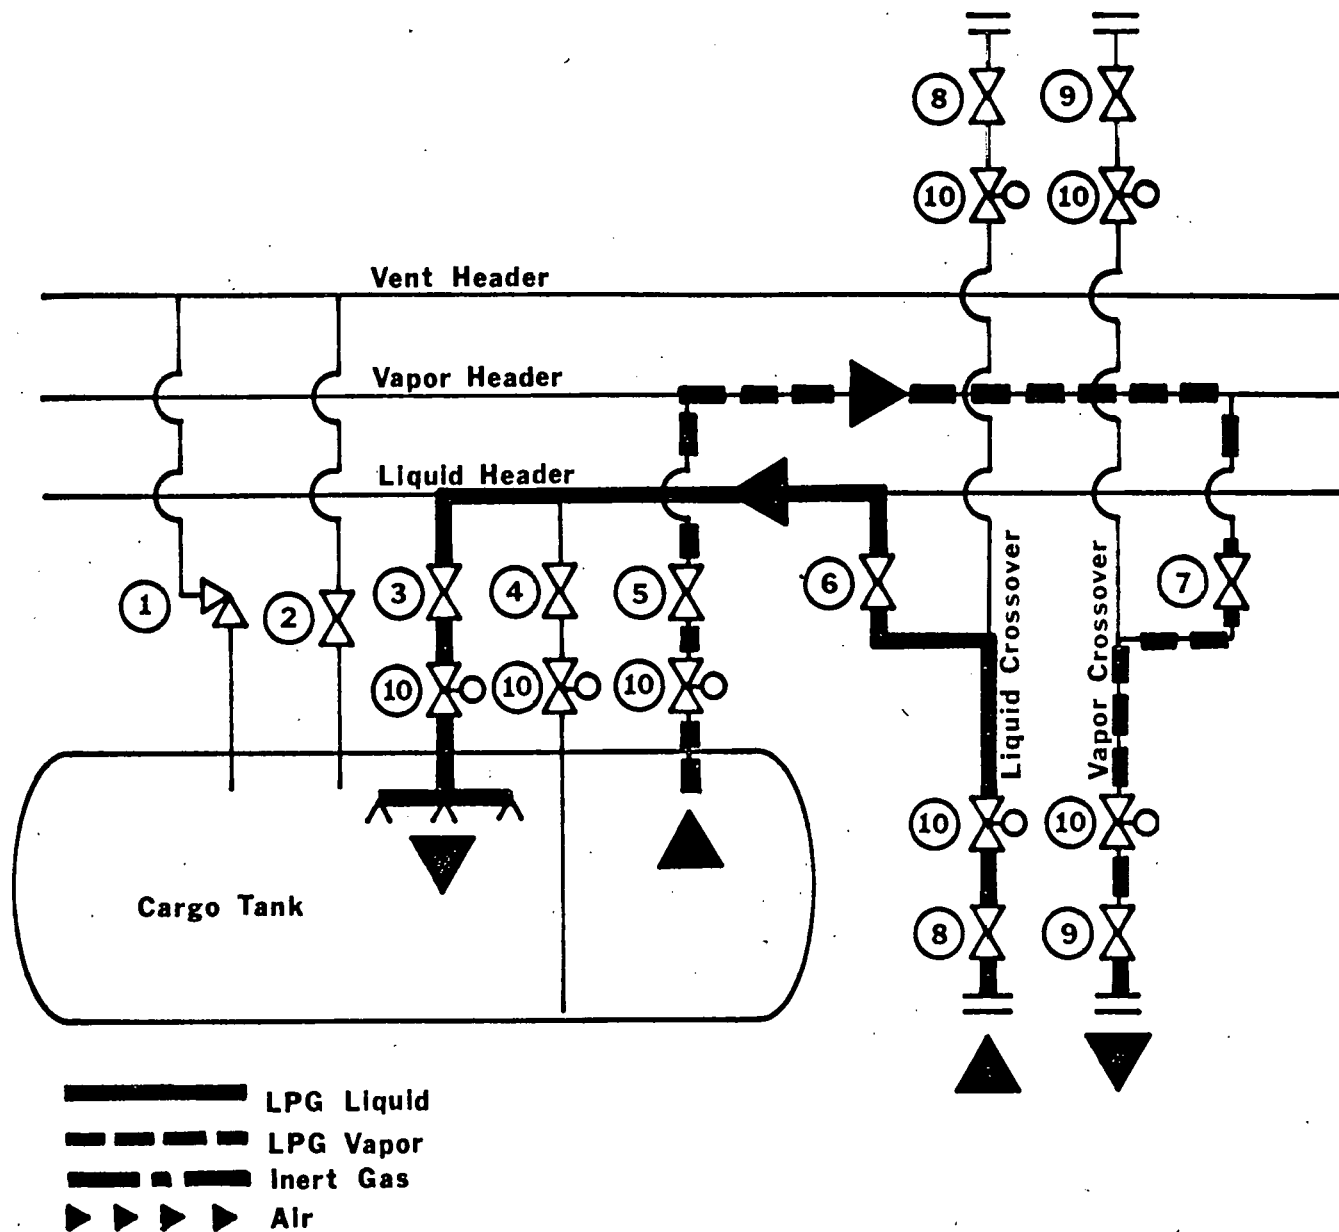 8 9
10 10
Vent Header
Vapor Header
Liquid Header
1 2 3 4 5 6 7
Liquid Crossover
Vapor Crossover
10 10 10
10 10
Cargo Tank
8 9
LPG Liquid
LPG Vapor
Inert Gas
Air